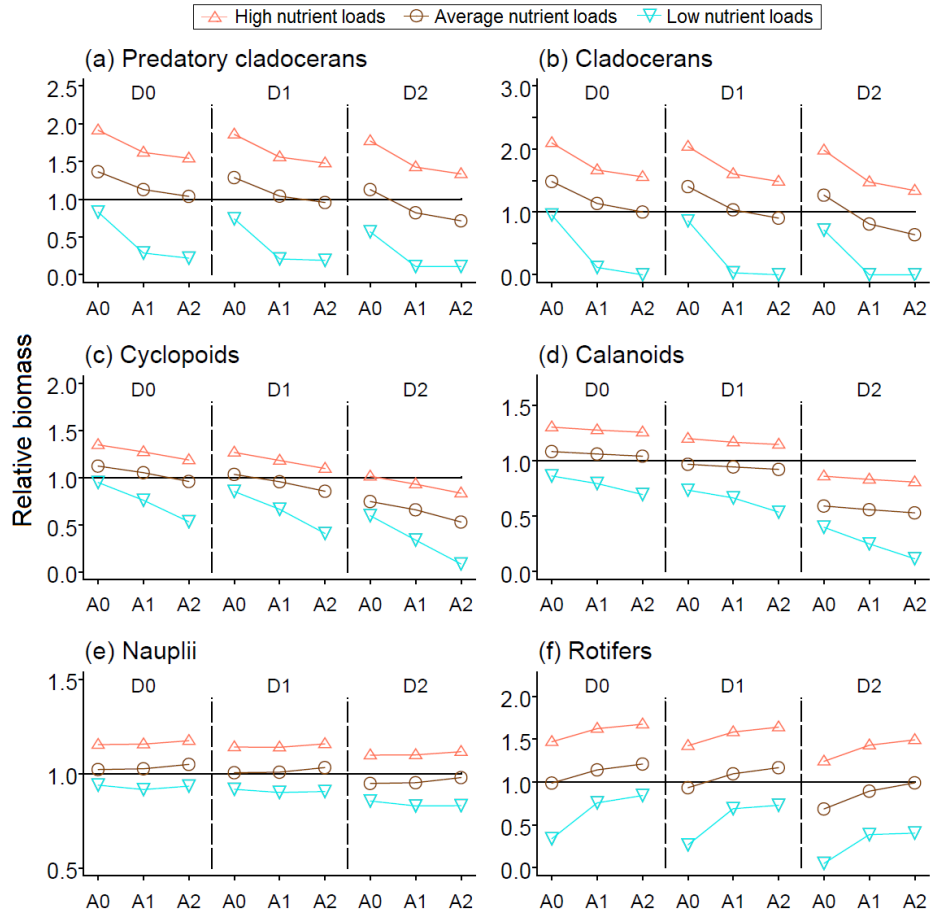 High nutrient loads Average nutrient loads Low nutrient loads
(a) Predatory cladocerans
D0 D1 D2
2.5
2.0
1.5
1.0
0.5
0.0
A0 A1 A2 A0 A1 A2 A0 A1 A2
(b) Cladocerans
D0 D1 D2
3.0
2.0
1.0
0.0
A0 A1 A2 A0 A1 A2 A0 A1 A2
Relative biomass
(c) Cyclopoids
D0 D1 D2
2.0
1.5
1.0
0.5
0.0
A0 A1 A2 A0 A1 A2 A0 A1 A2
(d) Calanoids
D0 D1 D2
1.5
1.0
0.5
0.0
A0 A1 A2 A0 A1 A2 A0 A1 A2
(e) Nauplii
D0 D1 D2
1.5
1.0
0.5
A0 A1 A2 A0 A1 A2 A0 A1 A2
(f) Rotifers
D0 D1 D2
2.0
1.5
1.0
0.5
0.0
A0 A1 A2 A0 A1 A2 A0 A1 A2